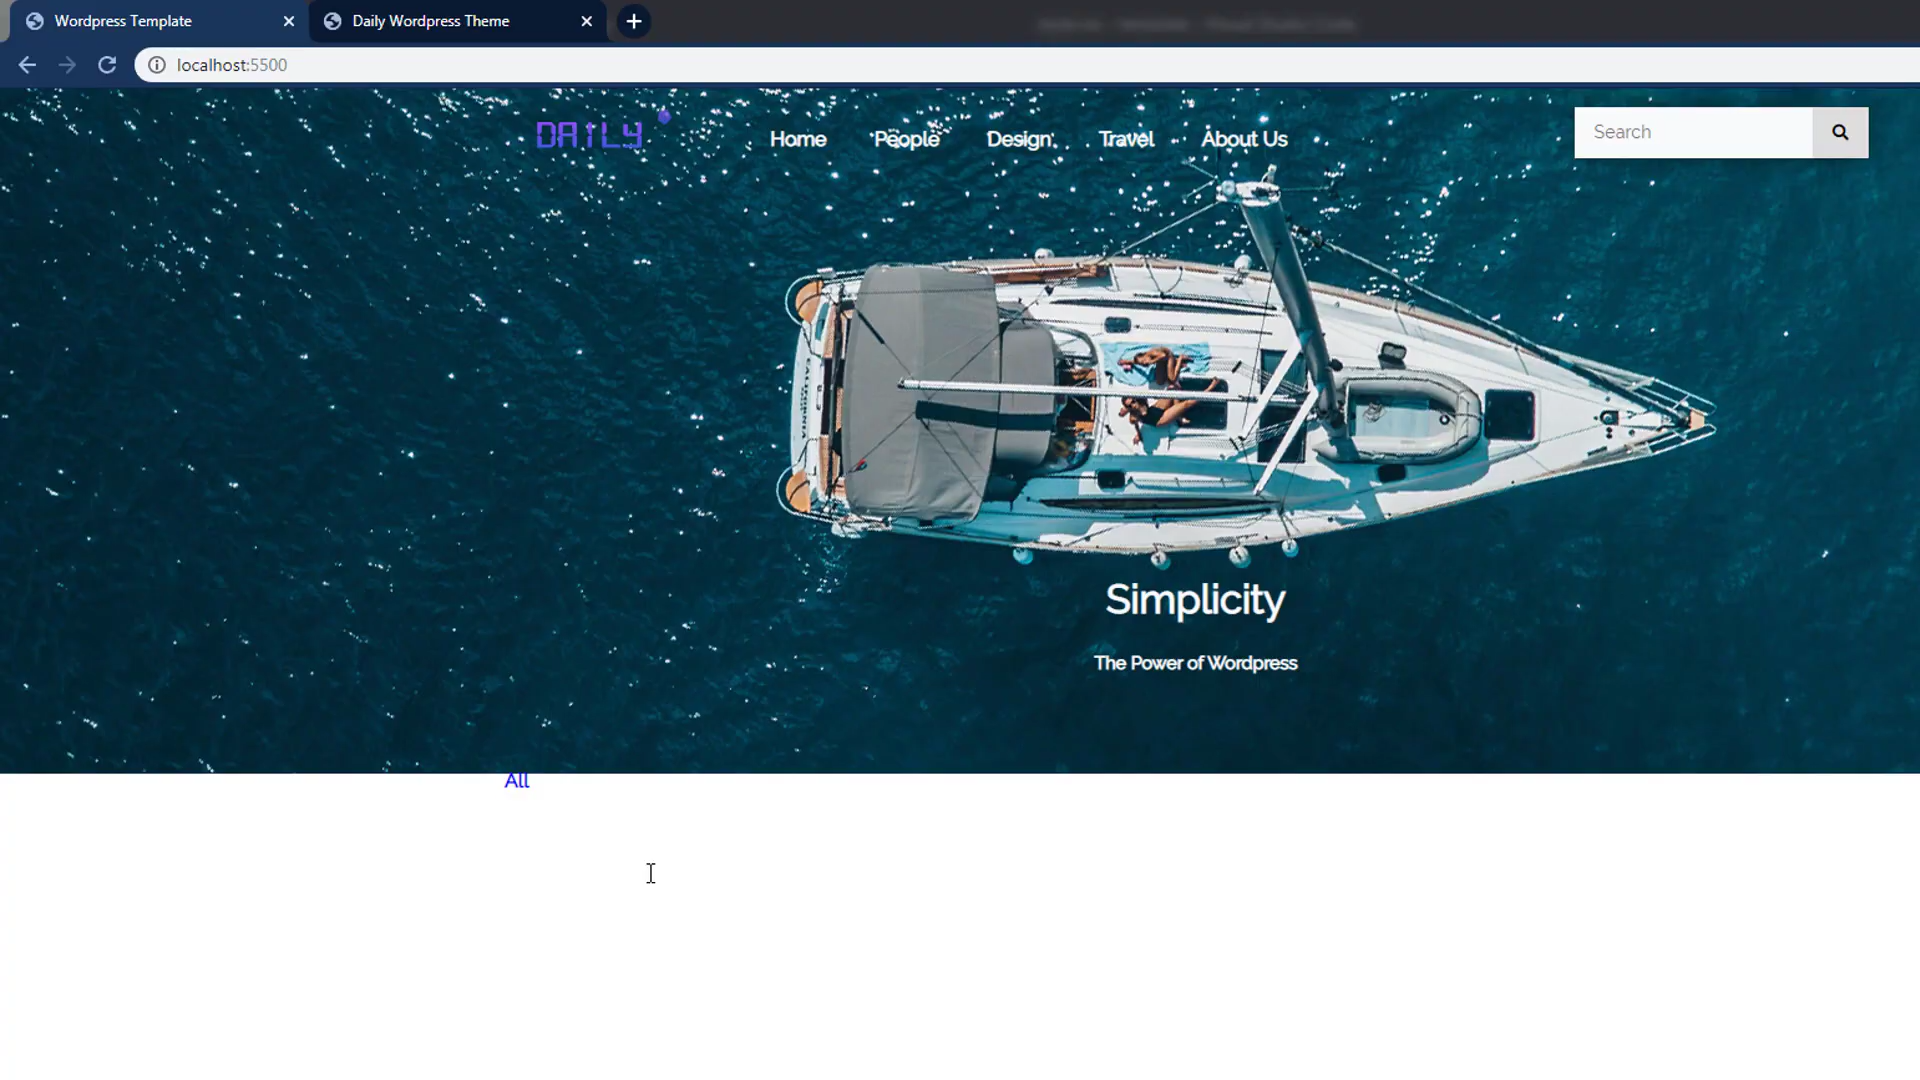 Wordpress Template
Daily Wordpress Theme
localhost:5500
DAILY
Home People Design Travel About Us
Search
Simplicity
The Power of Wordpress
All